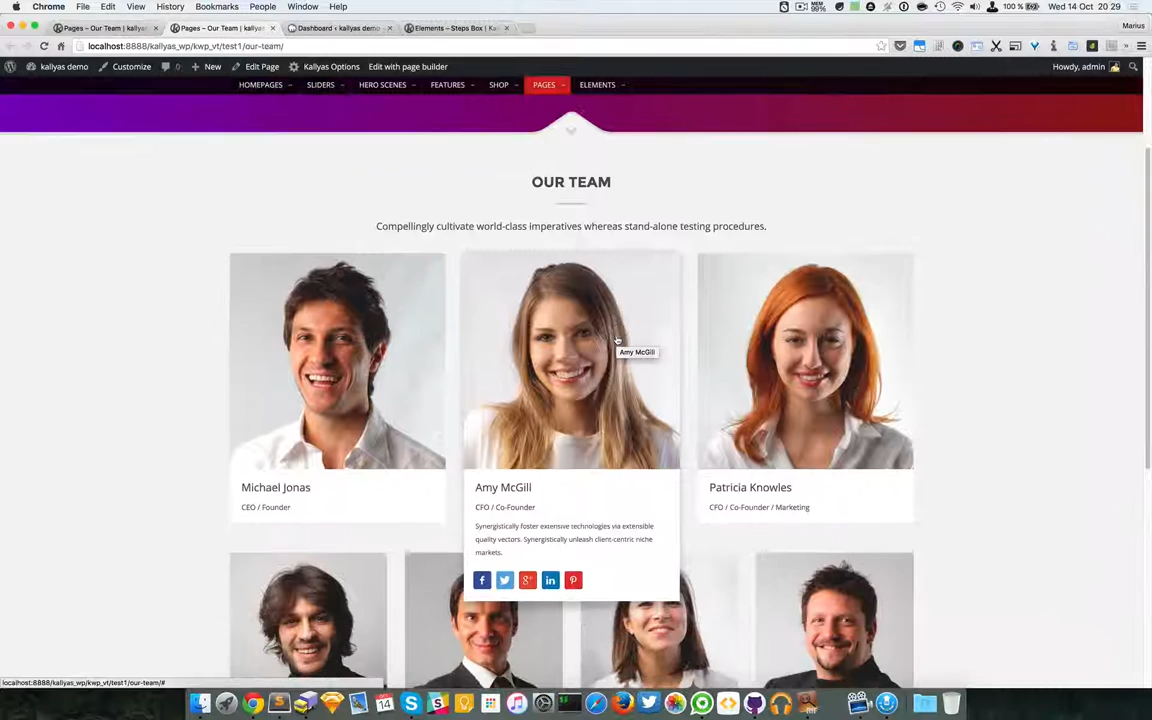 Chrome File Edit View History Bookmarks People Window Help 100 % Wed 14 Oct 20 29
Pages – Our Team | kallyas Pages – Our Team | kallyas Dashboard ‹ kallyas demo Elements – Steps Box | Ka Marius
localhost:8888/kallyas_wp/kwp_vt/test1/our-team/
kallyas demo Customize 0 New Edit Page Kallyas Options Edit with page builder Howdy, admin
HOMEPAGES SLIDERS HERO SCENES FEATURES SHOP PAGES ELEMENTS
OUR TEAM
Compellingly cultivate world-class imperatives whereas stand-alone testing procedures.
Amy McGill
Michael Jonas
CEO / Founder
Amy McGill
CFO / Co-Founder
Synergistically foster extensive technologies via extensible
quality vectors. Synergistically unleash client-centric niche
markets.
Patricia Knowles
CFO / Co-Founder / Marketing
localhost:8888/kallyas_wp/kwp_vt/test1/our-team/#